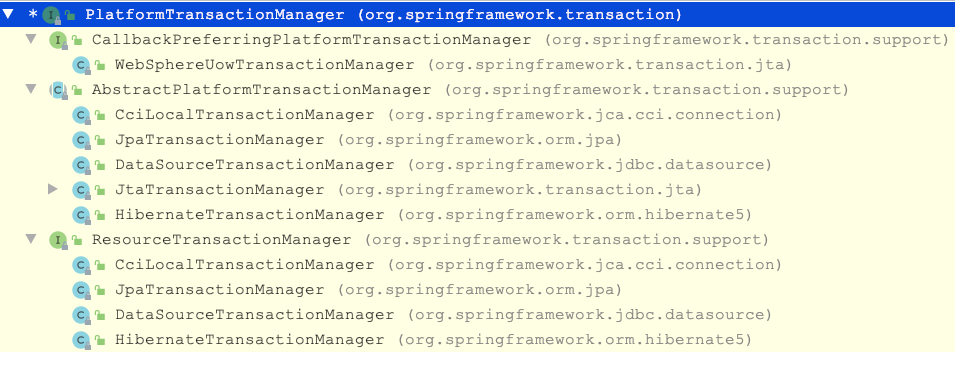 * I PlatformTransactionManager (org.springframework.transaction)
I CallbackPreferringPlatformTransactionManager (org.springframework.transaction.support)
C WebSphereUowTransactionManager (org.springframework.transaction.jta)
C AbstractPlatformTransactionManager (org.springframework.transaction.support)
C CciLocalTransactionManager (org.springframework.jca.cci.connection)
C JpaTransactionManager (org.springframework.orm.jpa)
C DataSourceTransactionManager (org.springframework.jdbc.datasource)
C JtaTransactionManager (org.springframework.transaction.jta)
C HibernateTransactionManager (org.springframework.orm.hibernate5)
I ResourceTransactionManager (org.springframework.transaction.support)
C CciLocalTransactionManager (org.springframework.jca.cci.connection)
C JpaTransactionManager (org.springframework.orm.jpa)
C DataSourceTransactionManager (org.springframework.jdbc.datasource)
C HibernateTransactionManager (org.springframework.orm.hibernate5)